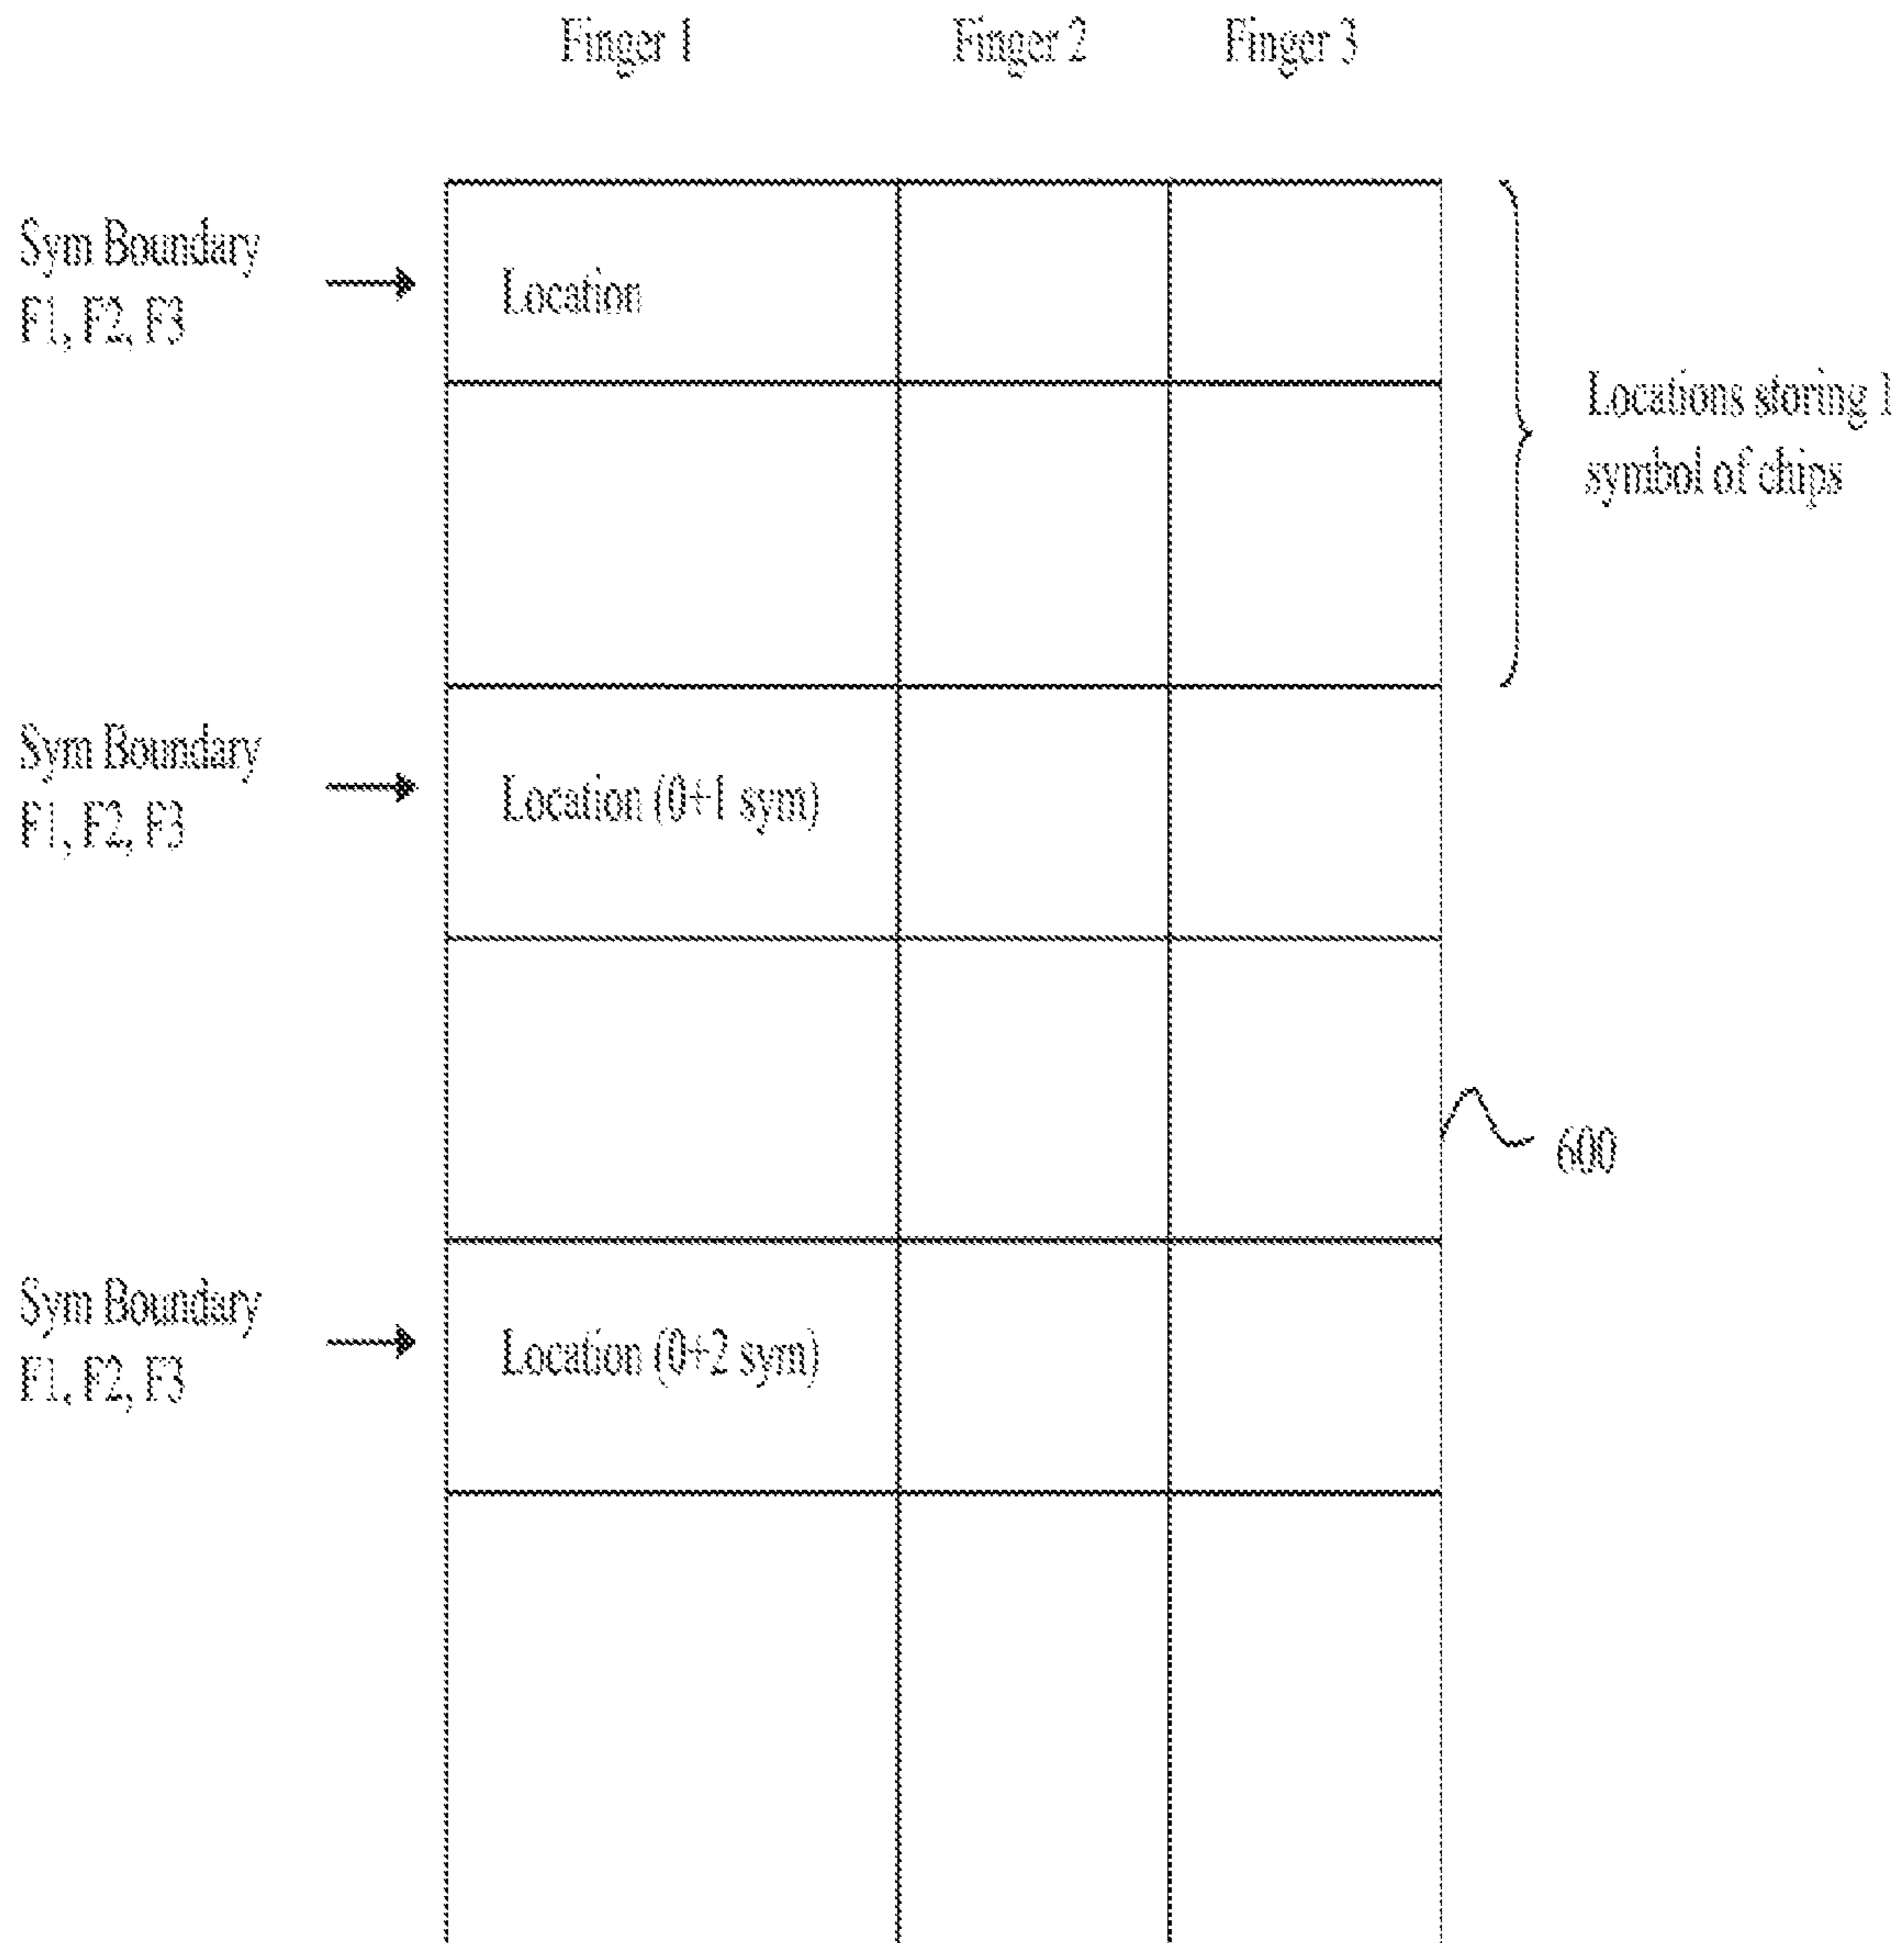 Finger 1
Finger 2
Finger 3
Sym Boundary
F1, F2, F3
Location
Locations storing 1
symbol of chips
Sym Boundary
F1, F2, F3
Location (0+1 sym)
600
Sym Boundary
F1, F2, F3
Location (0+2 sym)